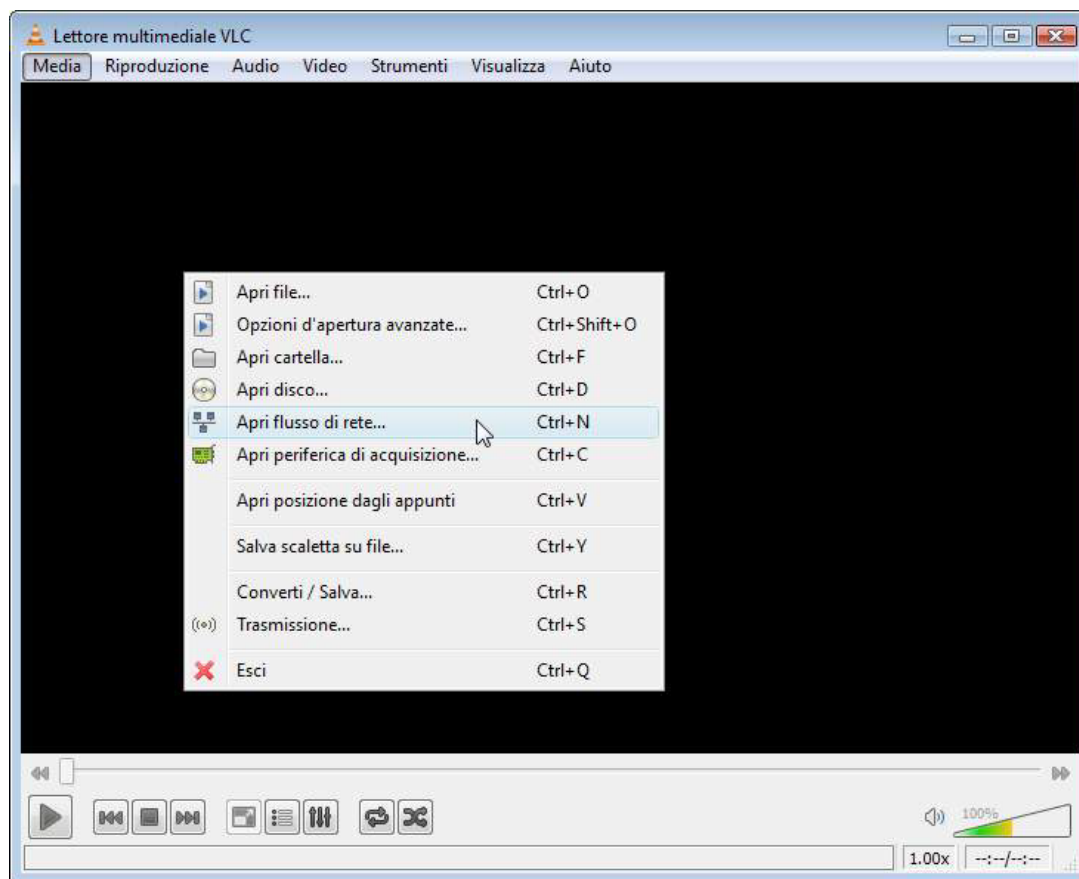 Lettore multimediale VLC
Media Riproduzione Audio Video Strumenti Visualizza Aiuto
Apri file... Ctrl+O
Opzioni d'apertura avanzate... Ctrl+Shift+O
Apri cartella... Ctrl+F
Apri disco... Ctrl+D
Apri flusso di rete... Ctrl+N
Apri periferica di acquisizione... Ctrl+C
Apri posizione dagli appunti Ctrl+V
Salva scaletta su file... Ctrl+Y
Converti / Salva... Ctrl+R
Trasmissione... Ctrl+S
Esci Ctrl+Q
100%
1.00x --:--/--:--